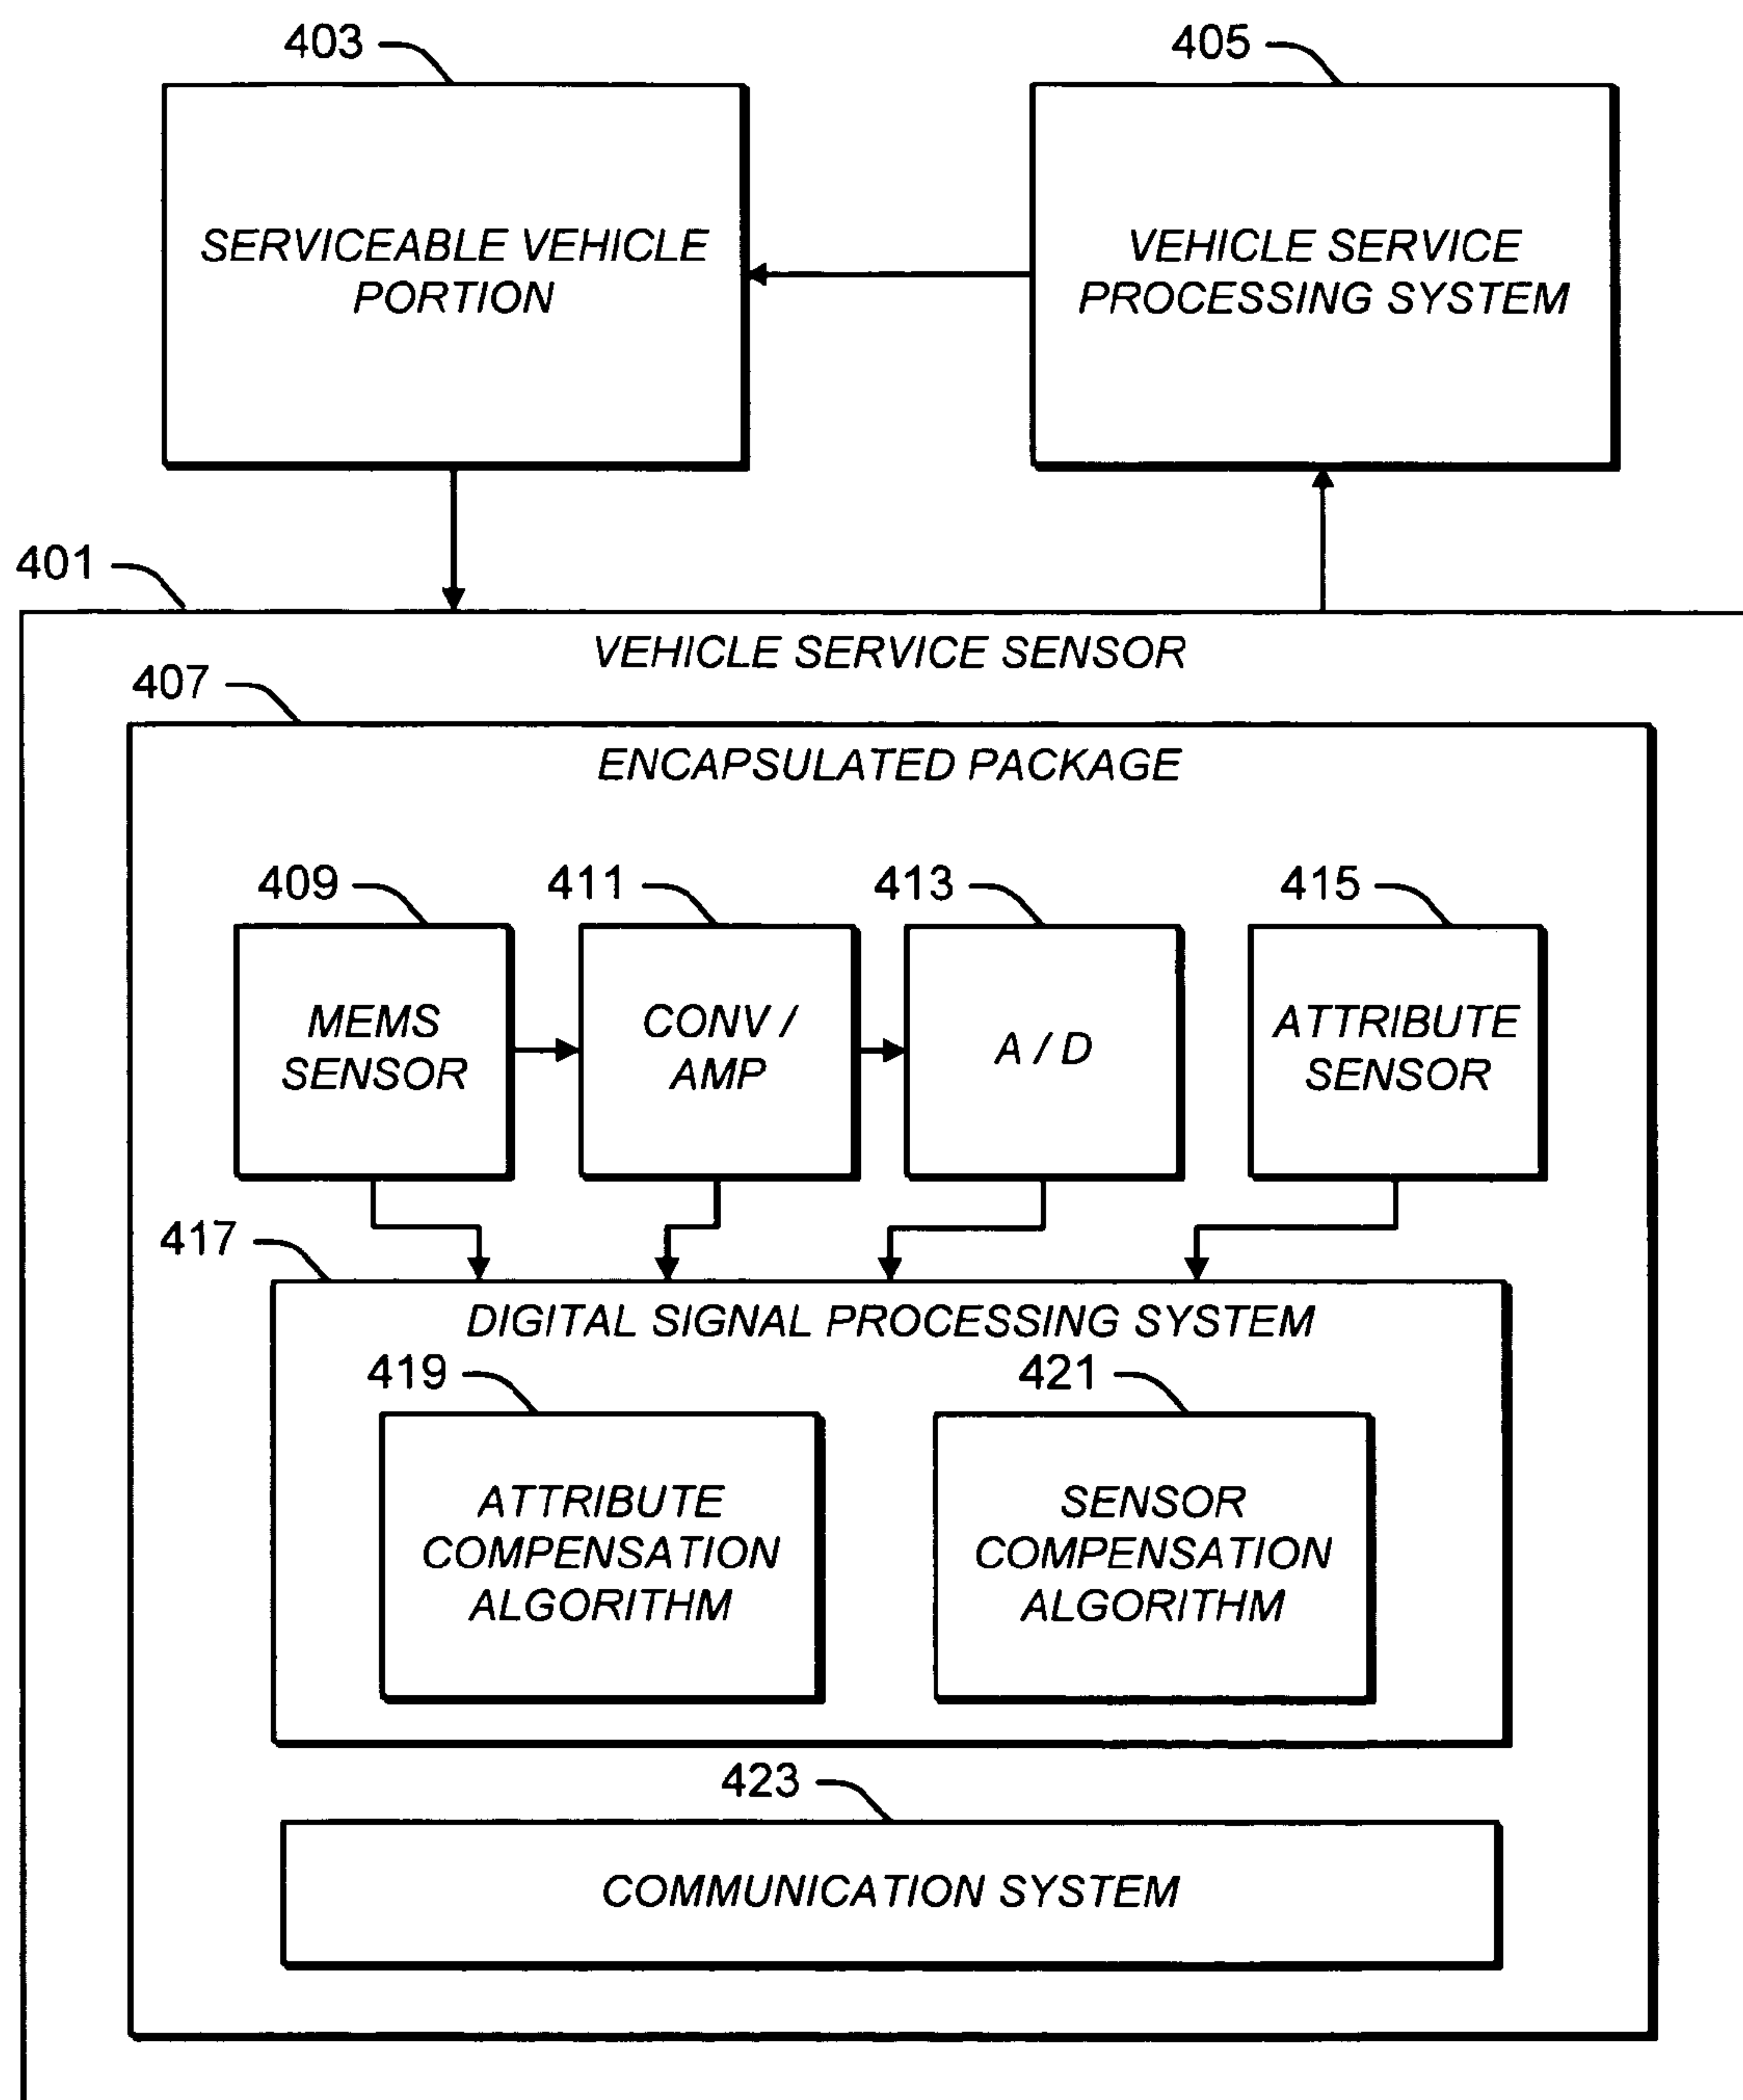 403
405
SERVICEABLE VEHICLE
PORTION
VEHICLE SERVICE
PROCESSING SYSTEM
401
VEHICLE SERVICE SENSOR
407
ENCAPSULATED PACKAGE
409
411
413
415
MEMS
SENSOR
CONV /
AMP
A / D
ATTRIBUTE
SENSOR
417
DIGITAL SIGNAL PROCESSING SYSTEM
419
421
ATTRIBUTE
COMPENSATION
ALGORITHM
SENSOR
COMPENSATION
ALGORITHM
423
COMMUNICATION SYSTEM